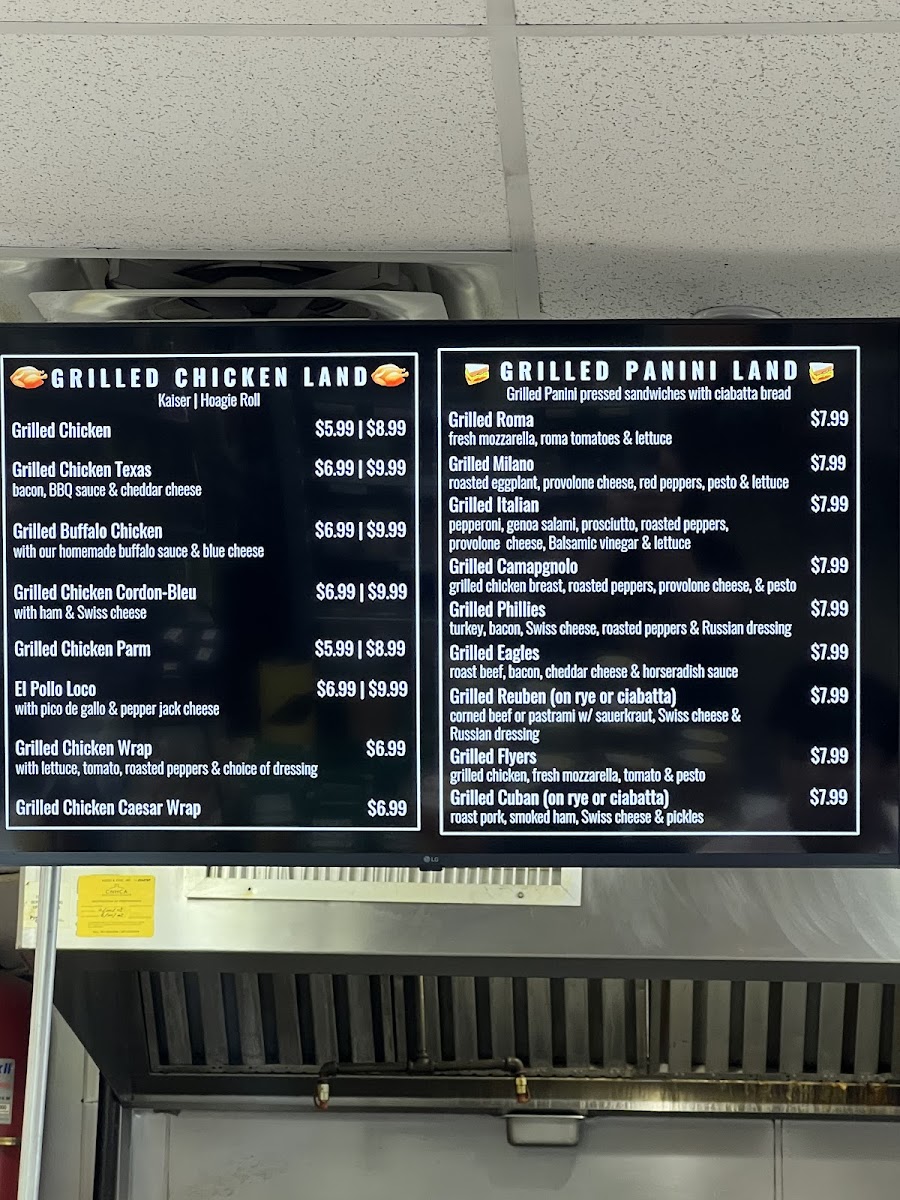 GRILLED CHICKEN LAND
Kaiser | Hoagie Roll
Grilled Chicken $5.99 | $8.99
Grilled Chicken Texas $6.99 | $9.99
bacon, BBQ sauce & cheddar cheese
Grilled Buffalo Chicken $6.99 | $9.99
with our homemade buffalo sauce & blue cheese
Grilled Chicken Cordon-Bleu $6.99 | $9.99
with ham & Swiss cheese
Grilled Chicken Parm $5.99 | $8.99
El Pollo Loco $6.99 | $9.99
with pico de gallo & pepper jack cheese
Grilled Chicken Wrap $6.99
with lettuce, tomato, roasted peppers & choice of dressing
Grilled Chicken Caesar Wrap $6.99
GRILLED PANINI LAND
Grilled Panini pressed sandwiches with ciabatta bread
Grilled Roma $7.99
fresh mozzarella, roma tomatoes & lettuce
Grilled Milano $7.99
roasted eggplant, provolone cheese, red peppers, pesto & lettuce
Grilled Italian $7.99
pepperoni, genoa salami, prosciutto, roasted peppers,
provolone cheese, Balsamic vinegar & lettuce
Grilled Camapgnolo $7.99
grilled chicken breast, roasted peppers, provolone cheese, & pesto
Grilled Phillies $7.99
turkey, bacon, Swiss cheese, roasted peppers & Russian dressing
Grilled Eagles $7.99
roast beef, bacon, cheddar cheese & horseradish sauce
Grilled Reuben (on rye or ciabatta) $7.99
corned beef or pastrami w/ sauerkraut, Swiss cheese &
Russian dressing
Grilled Flyers $7.99
grilled chicken, fresh mozzarella, tomato & pesto
Grilled Cuban (on rye or ciabatta) $7.99
roast pork, smoked ham, Swiss cheese & pickles
LG